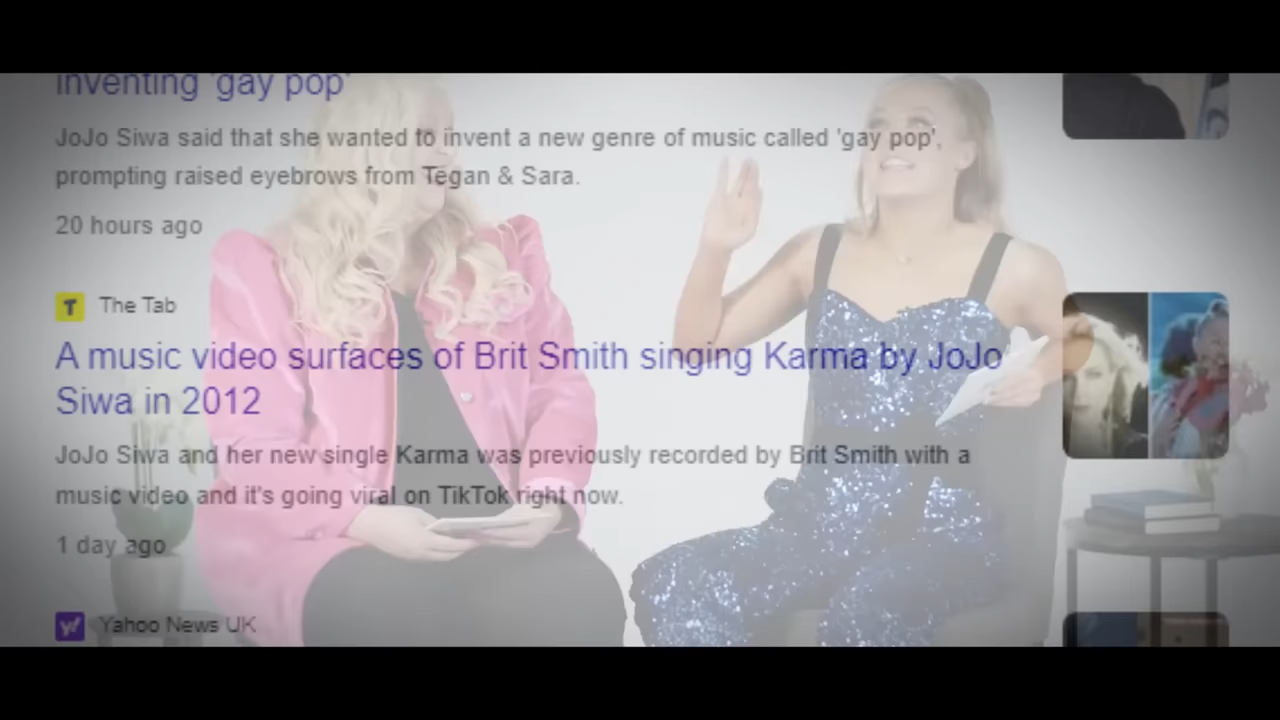 inventing 'gay pop'
JoJo Siwa said that she wanted to invent a new genre of music called 'gay pop',
prompting raised eyebrows from Tegan & Sara.
20 hours ago
T The Tab
A music video surfaces of Brit Smith singing Karma by JoJo
Siwa in 2012
JoJo Siwa and her new single Karma was previously recorded by Brit Smith with a
music video and it's going viral on TikTok right now.
1 day ago
y! Yahoo News UK